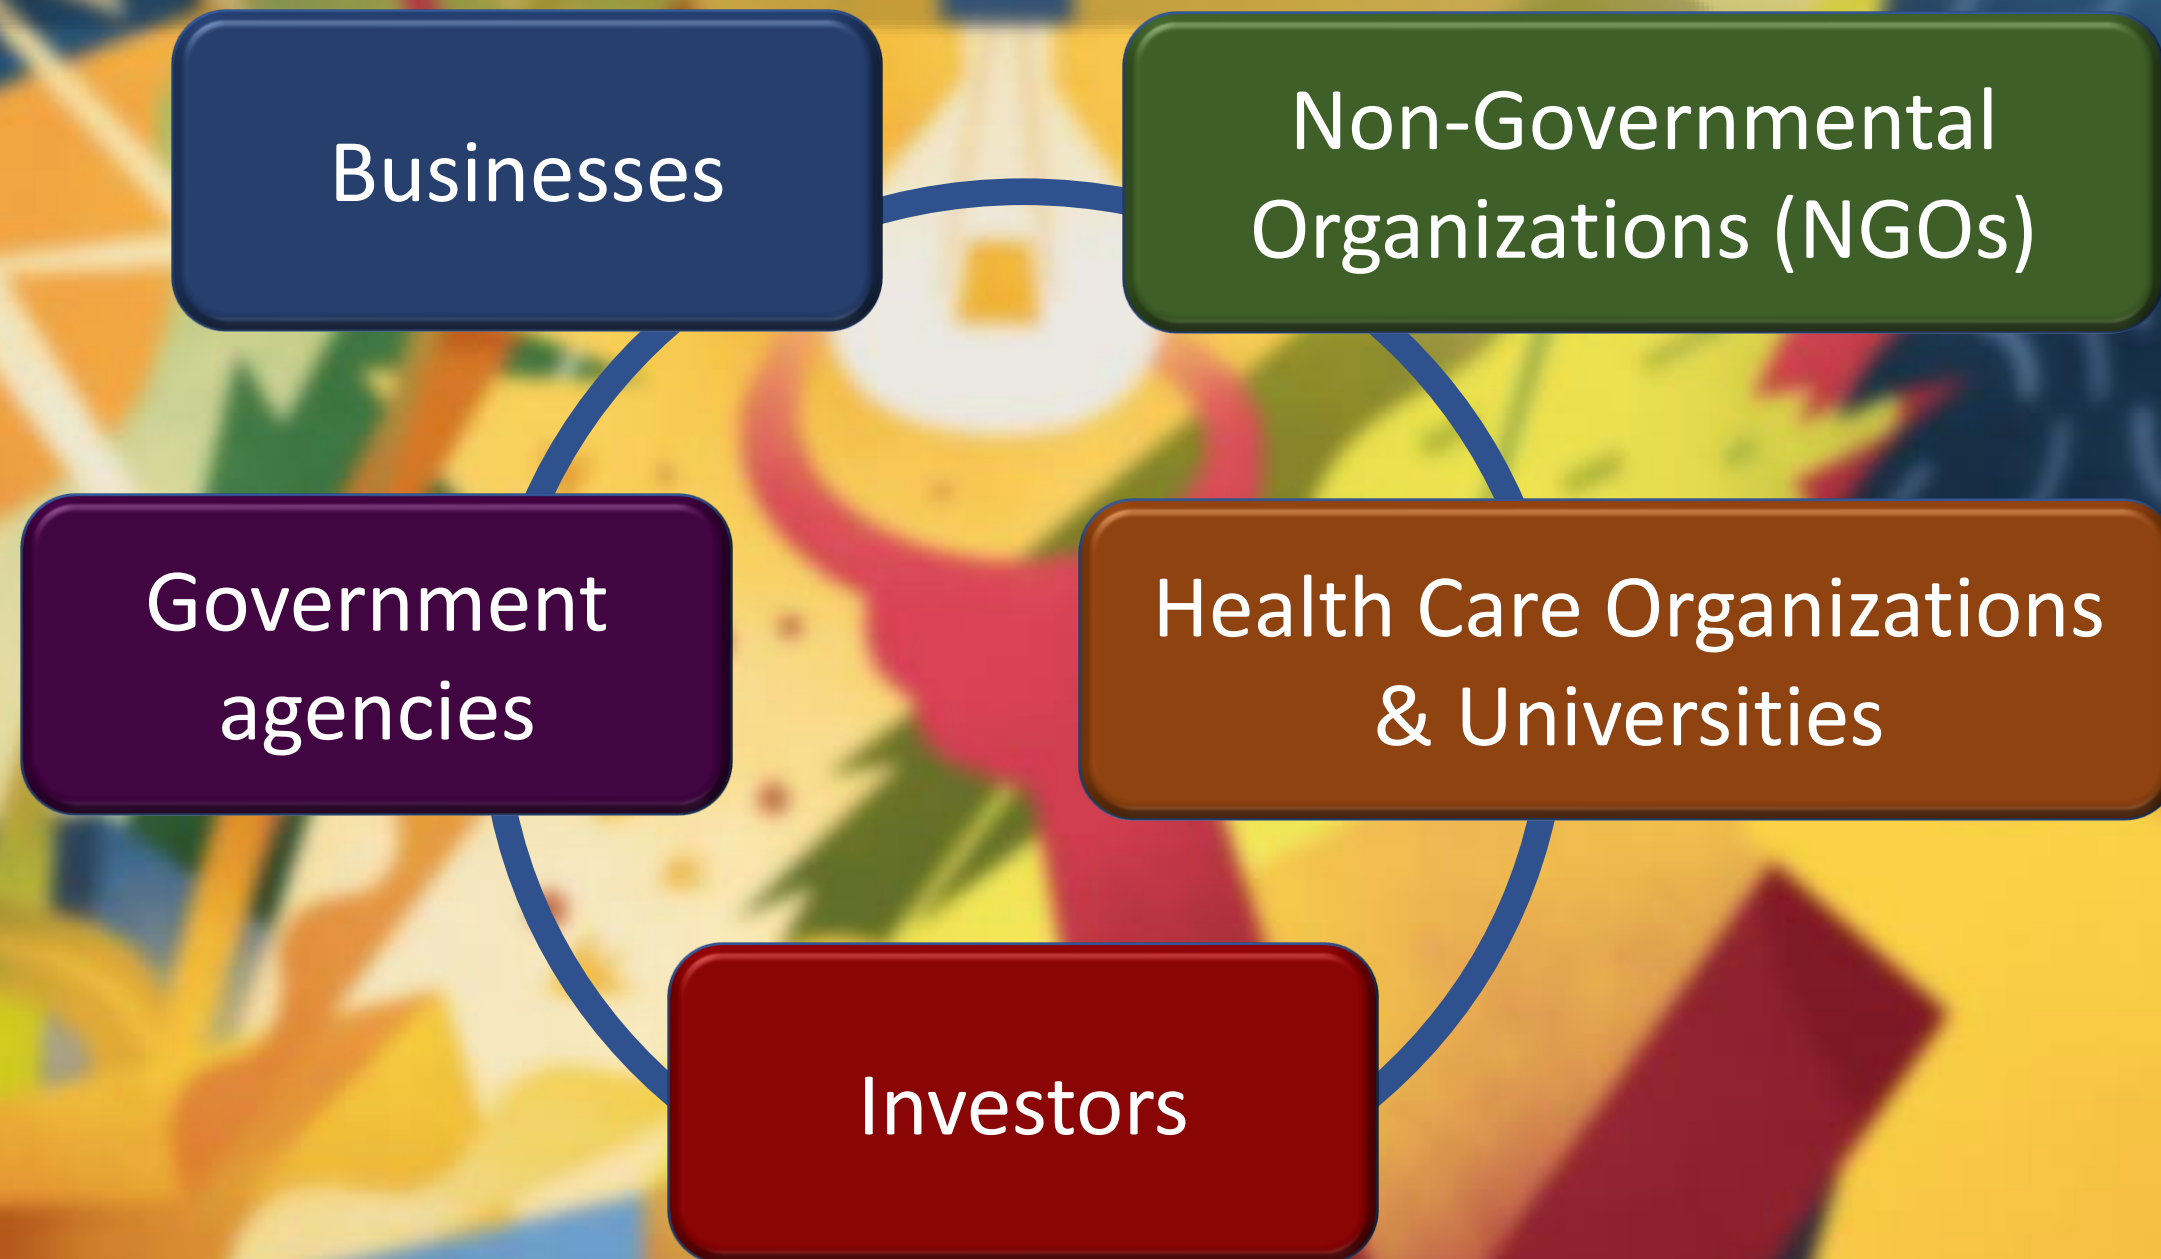 Businesses
Non-Governmental
Organizations (NGOs)
Government
agencies
Health Care Organizations
& Universities
Investors